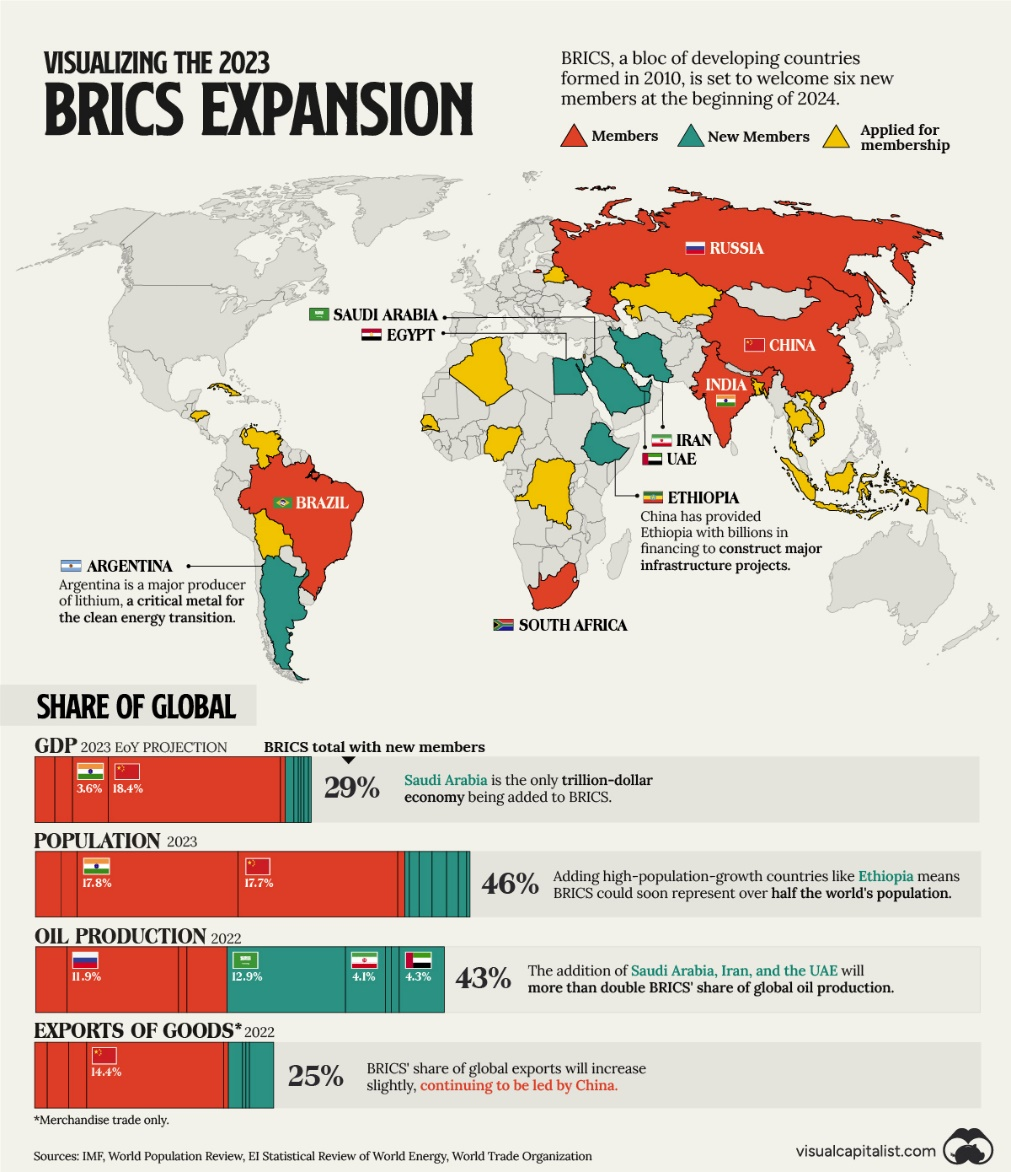 VISUALIZING THE 2023
BRICS EXPANSION
BRICS, a bloc of developing countries
formed in 2010, is set to welcome six new
members at the beginning of 2024.
Members
New Members
Applied for
membership
RUSSIA
SAUDI ARABIA
EGYPT
CHINA
INDIA
IRAN
UAE
BRAZIL
ETHIOPIA
China has provided
Ethiopia with billions in
financing to construct major
infrastructure projects.
ARGENTINA
Argentina is a major producer
of lithium, a critical metal for
the clean energy transition.
SOUTH AFRICA
SHARE OF GLOBAL
GDP 2023 EoY PROJECTION
BRICS total with new members
3.6%
18.4%
29%
Saudi Arabia is the only trillion-dollar
economy being added to BRICS.
POPULATION 2023
17.8%
17.7%
46%
Adding high-population-growth countries like Ethiopia means
BRICS could soon represent over half the world's population.
OIL PRODUCTION 2022
11.9%
12.9%
4.1%
4.3%
43%
The addition of Saudi Arabia, Iran, and the UAE will
more than double BRICS' share of global oil production.
EXPORTS OF GOODS* 2022
14.4%
25%
BRICS' share of global exports will increase
slightly, continuing to be led by China.
*Merchandise trade only.
Sources: IMF, World Population Review, EI Statistical Review of World Energy, World Trade Organization
visualcapitalist.com